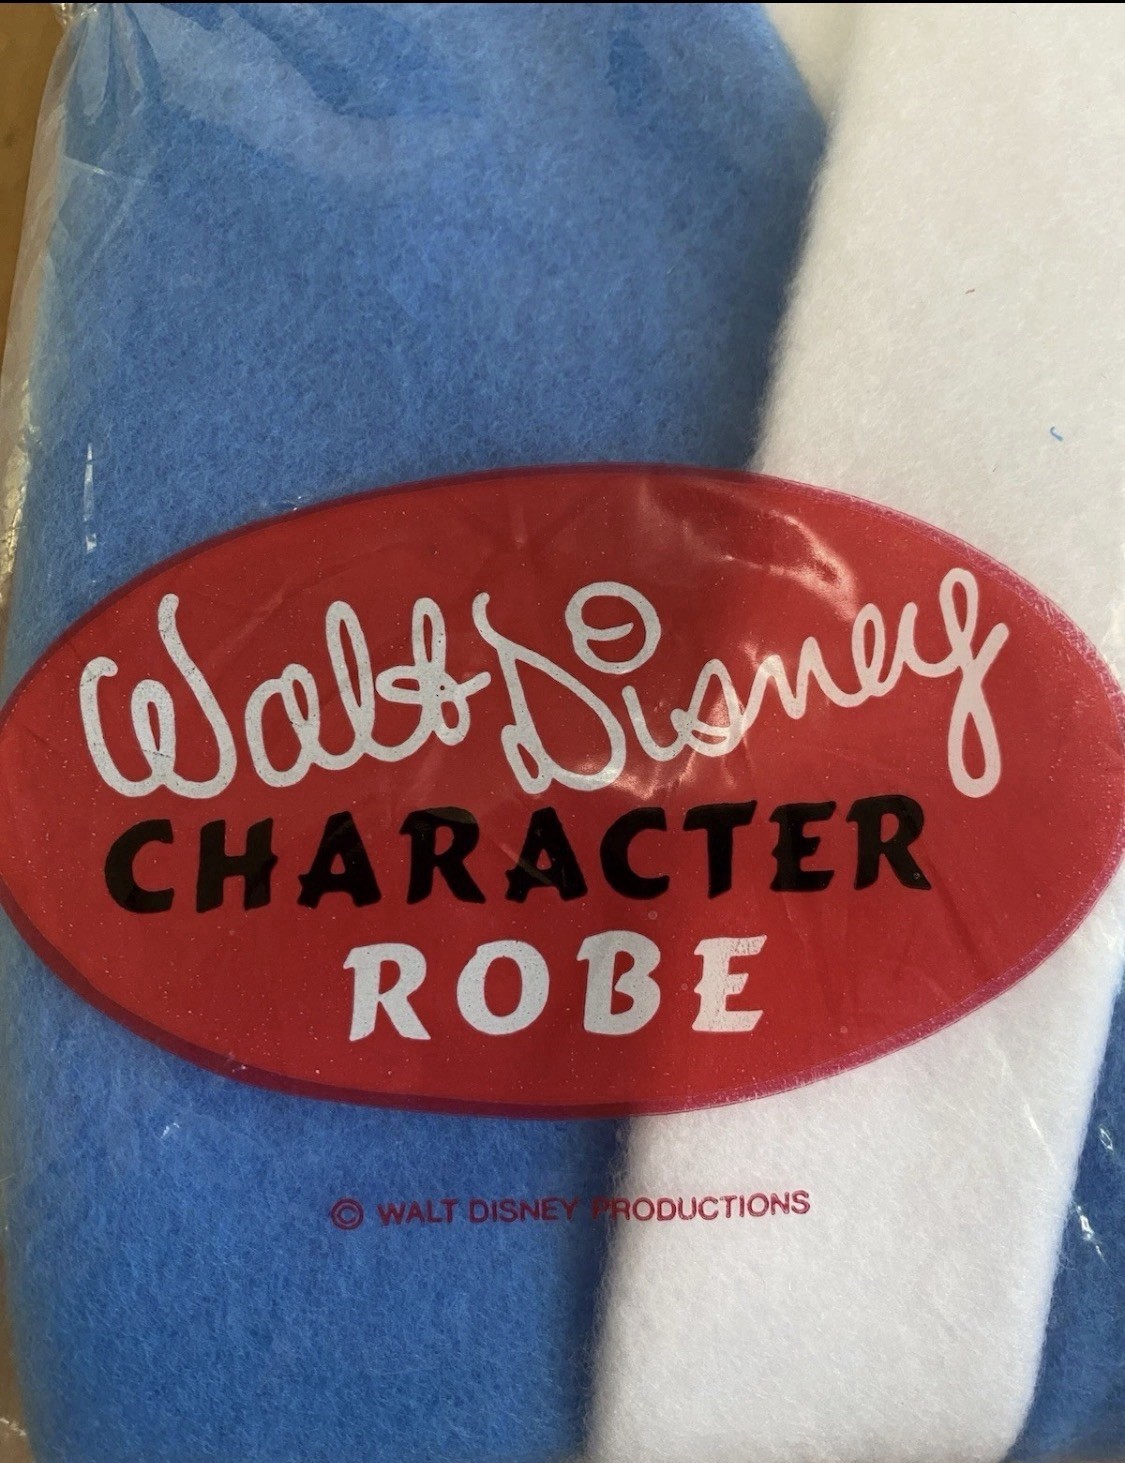 Walt Disney
CHARACTER
ROBE
© WALT DISNEY PRODUCTIONS